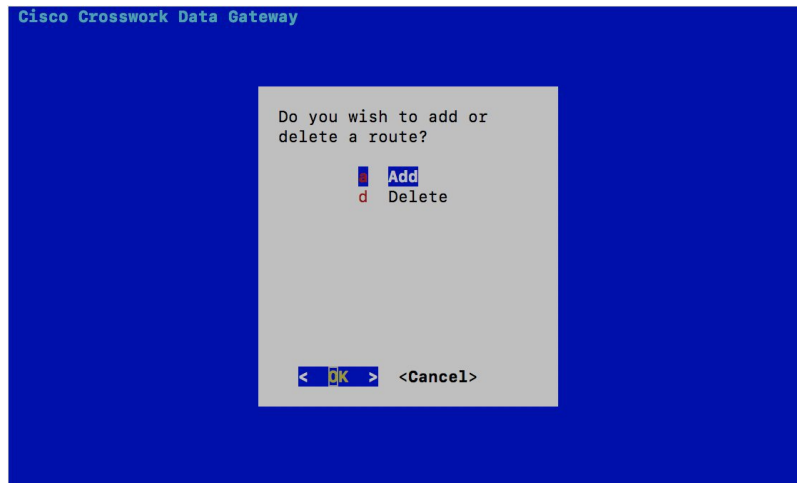 Cisco Crosswork Data Gateway
Do you wish to add or
delete a route?
a Add
d Delete
< OK > <Cancel>